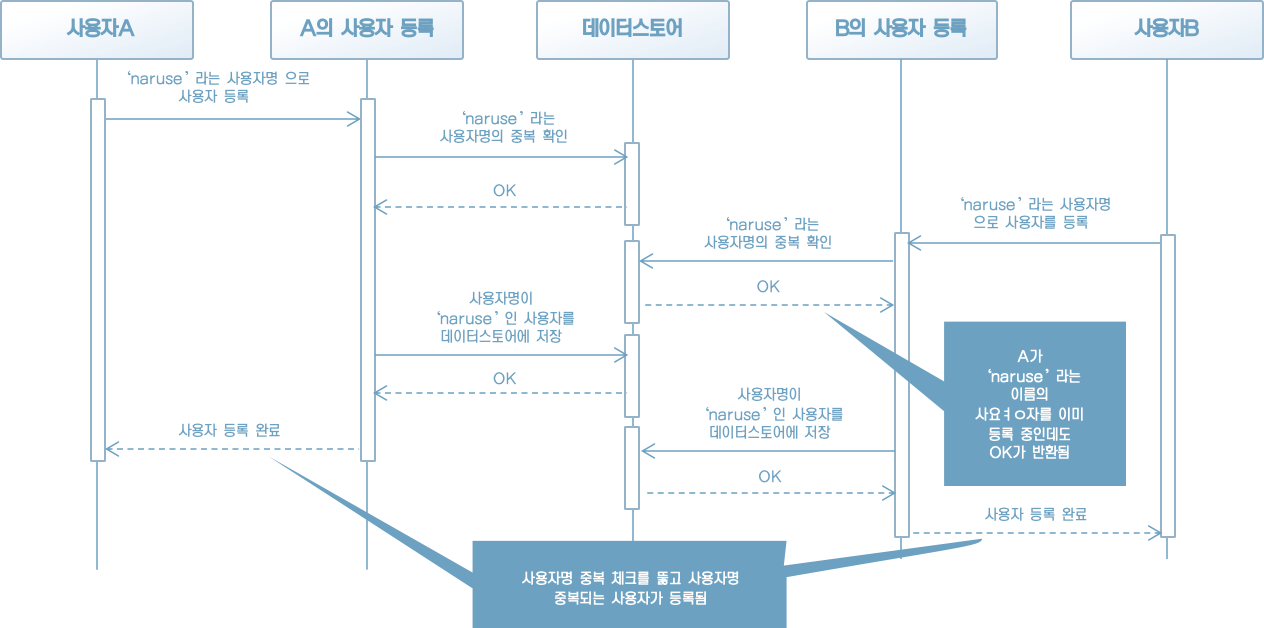 사용자A
A의 사용자 등록
데이터스토어
B의 사용자 등록
사용자B
‘naruse’ 라는 사용자명 으로
사용자 등록
‘naruse’ 라는
사용자명의 중복 확인
OK
‘naruse’ 라는 사용자명
으로 사용자를 등록
‘naruse’ 라는
사용자명의 중복 확인
OK
사용자명이
‘naruse’ 인 사용자를
데이터스토어에 저장
OK
A가
‘naruse’ 라는
이름의
사요ㅕㅇ자를 이미
등록 중인데도
OK가 반환됨
사용자명이
‘naruse’ 인 사용자를
데이터스토어에 저장
사용자 등록 완료
OK
사용자 등록 완료
사용자명 중복 체크를 뚫고 사용자명
중복되는 사용자가 등록됨